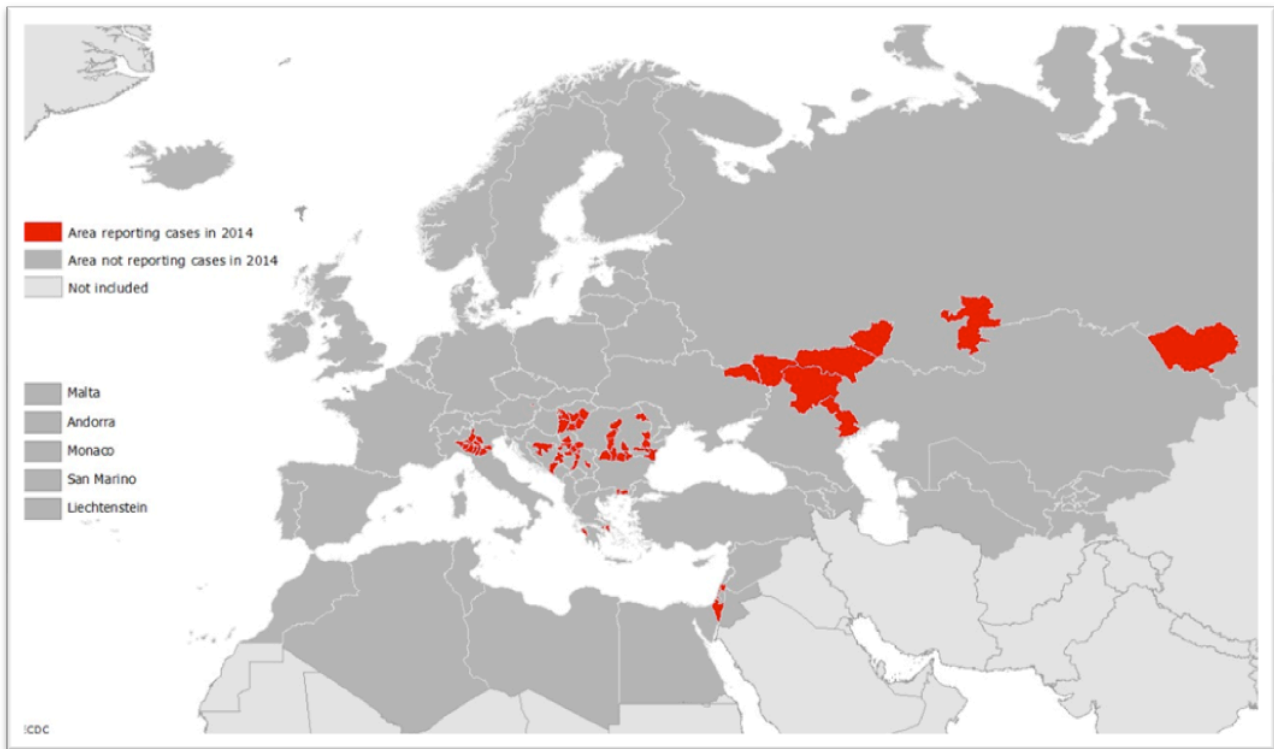 Area reporting cases in 2014
Area not reporting cases in 2014
Not included
Malta
Andorra
Monaco
San Marino
Liechtenstein
ECDC